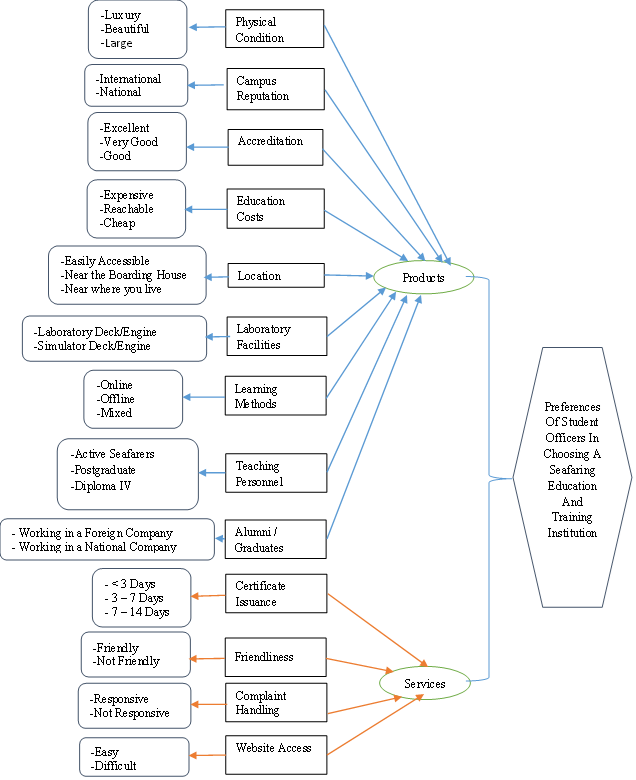 -Luxury
-Beautiful
-Large
Physical
Condition
-International
-National
Campus
Reputation
-Excellent
-Very Good
-Good
Accreditation
-Expensive
-Reachable
-Cheap
Education
Costs
-Easily Accessible
-Near the Boarding House
-Near where you live
Location
Products
-Laboratory Deck/Engine
-Simulator Deck/Engine
Laboratory
Facilities
-Online
-Offline
-Mixed
Learning
Methods
-Active Seafarers
-Postgraduate
-Diploma IV
Teaching
Personnel
- Working in a Foreign Company
- Working in a National Company
Alumni /
Graduates
Preferences
Of Student
Officers In
Choosing A
Seafaring
Education
And
Training
Institution
- < 3 Days
- 3 – 7 Days
- 7 – 14 Days
Certificate
Issuance
-Friendly
-Not Friendly
Friendliness
Services
-Responsive
-Not Responsive
Complaint
Handling
-Easy
-Difficult
Website Access